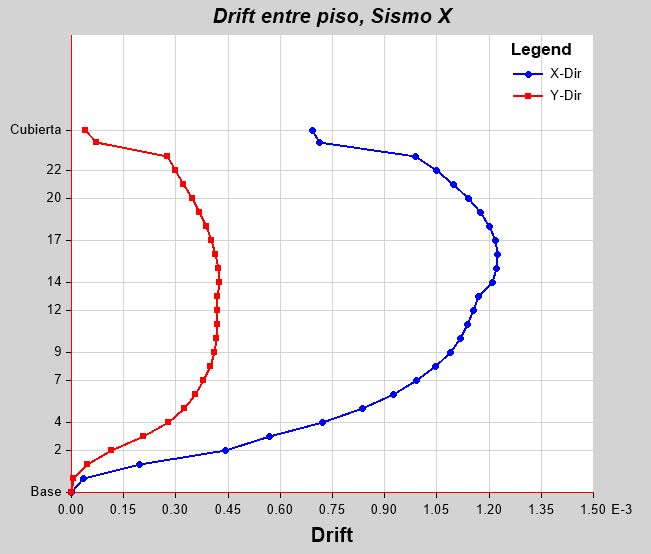 Drift entre piso, Sismo X
Legend
X-Dir
Y-Dir
Cubierta
22
20
17
14
12
9
7
4
2
Base
0.00 0.15 0.30 0.45 0.60 0.75 0.90 1.05 1.20 1.35 1.50 E-3
Drift